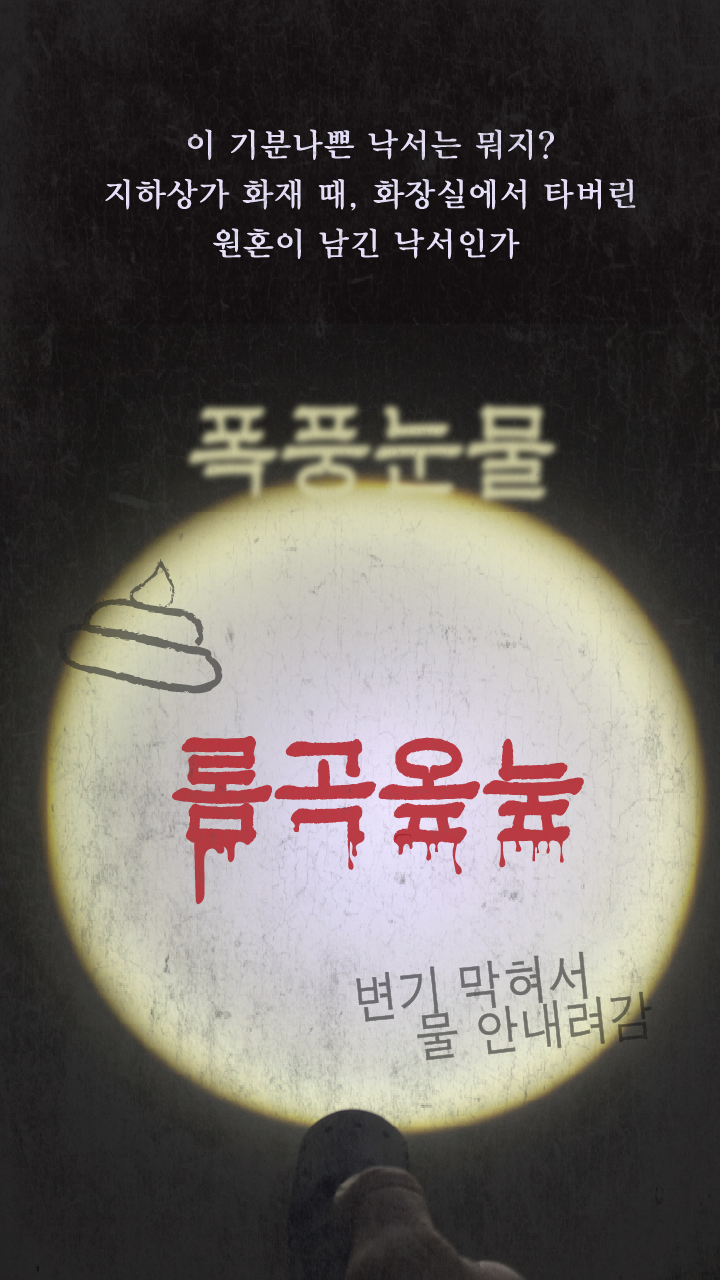 이 기분나쁜 낙서는 뭐지?
지하상가 화재 때, 화장실에서 타버린
원혼이 남긴 낙서인가
폭풍눈물
롬곡옾눞
변기 막혀서
물 안내려감